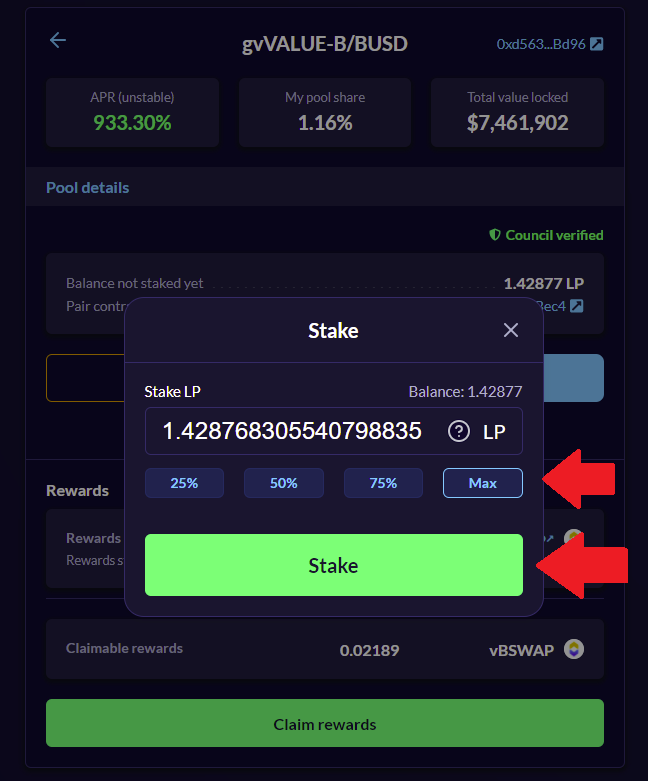 gvVALUE-B/BUSD
0xd563...Bd96
APR (unstable)
933.30%
My pool share
1.16%
Total value locked
$7,461,902
Pool details
Council verified
Balance not staked yet
1.42877 LP
Pair contr
Bec4
Stake
Stake LP
Balance: 1.42877
1.428768305540798835
LP
25%
50%
75%
Max
Stake
Rewards
Rewards
Rewards s
Claimable rewards
0.02189
vBSWAP
Claim rewards